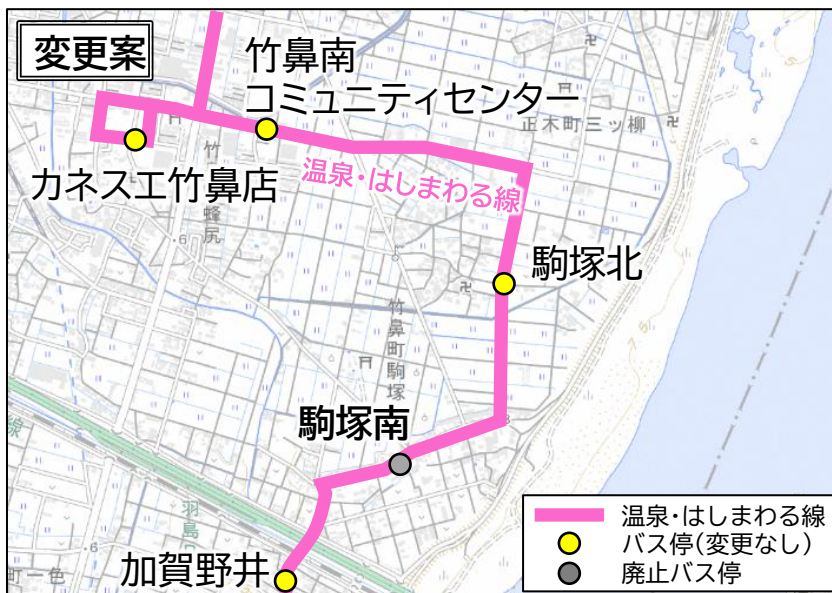 変更案
竹鼻南
コミュニティセンター
正木町三ツ柳
カネスエ竹鼻店
温泉・はしまわる線
蜂尻
駒塚北
竹鼻町駒塚
駒塚南
羽島
加賀野井
町一色
温泉・はしまわる線
バス停(変更なし)
廃止バス停